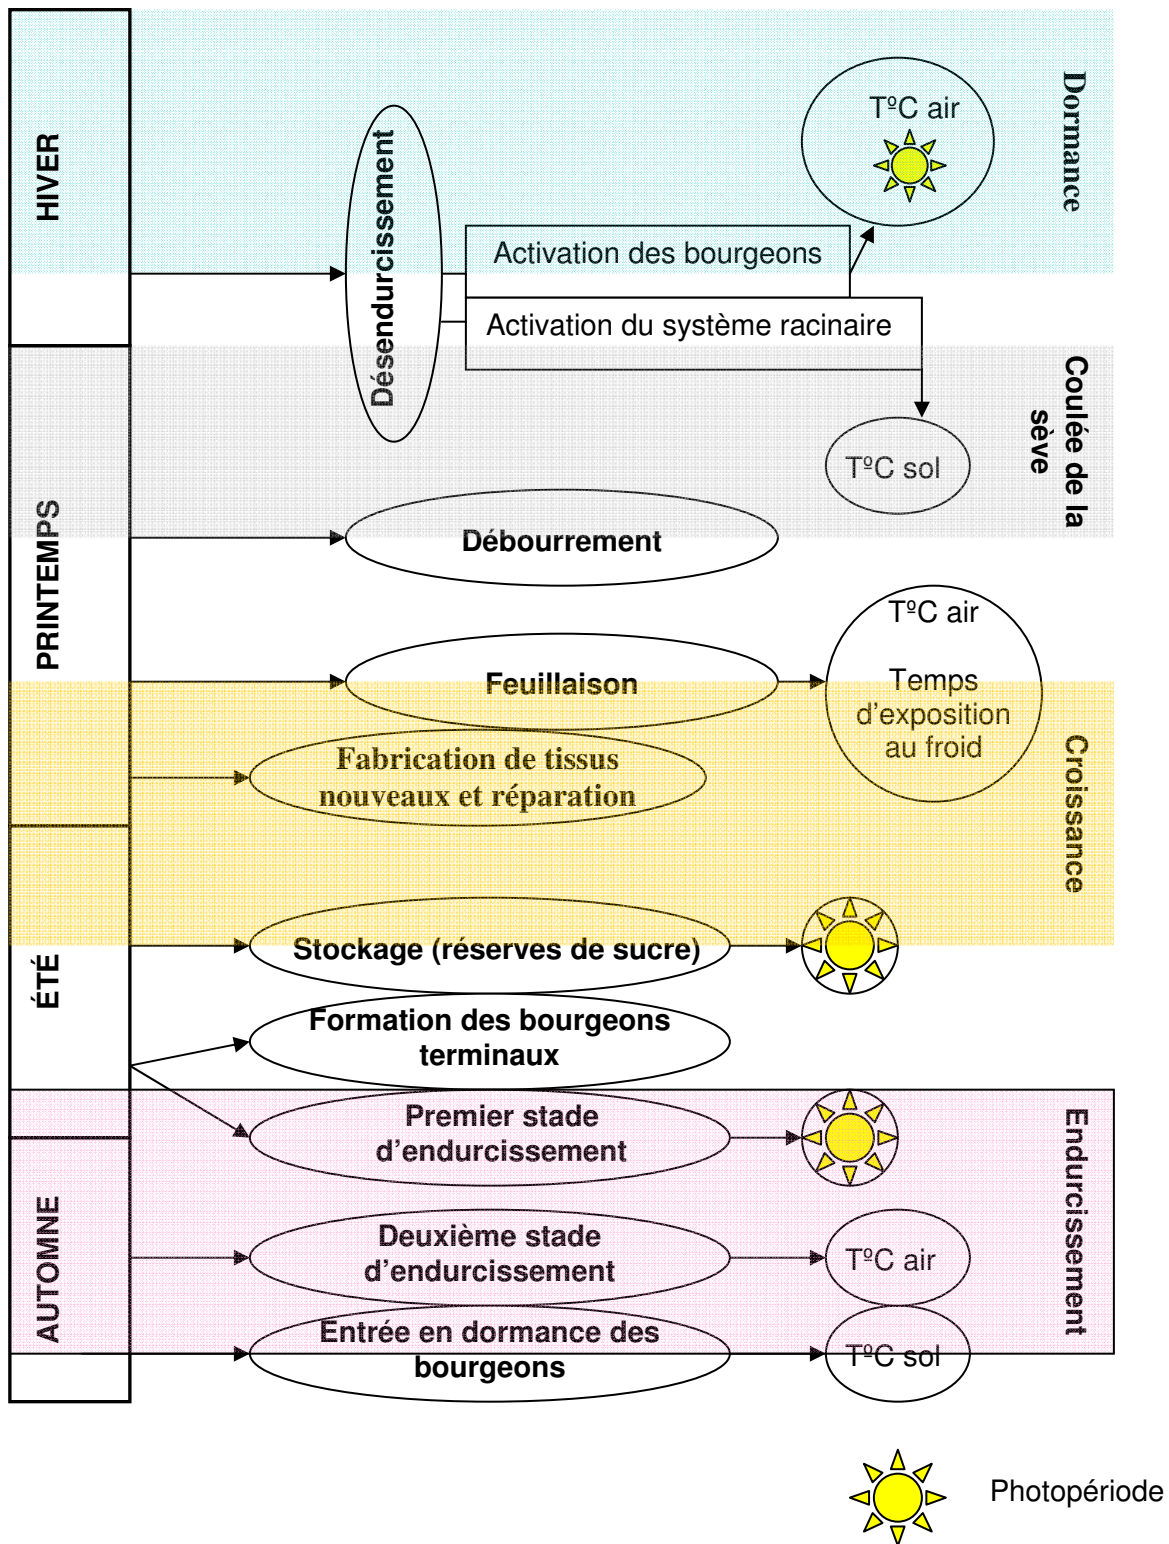 HIVER
Désendurcissement
Activation des bourgeons
Activation du système racinaire
TºC air
Dormance
TºC sol
Coulée de la
sève
PRINTEMPS
Débourrement
Feuillaison
TºC air
Temps
d'exposition
au froid
Fabrication de tissus
nouveaux et réparation
Croissance
ÉTÉ
Stockage (réserves de sucre)
Formation des bourgeons
terminaux
Premier stade
d'endurcissement
Endurcissement
AUTOMNE
Deuxième stade
d'endurcissement
TºC air
Entrée en dormance des
bourgeons
TºC sol
Photopériode